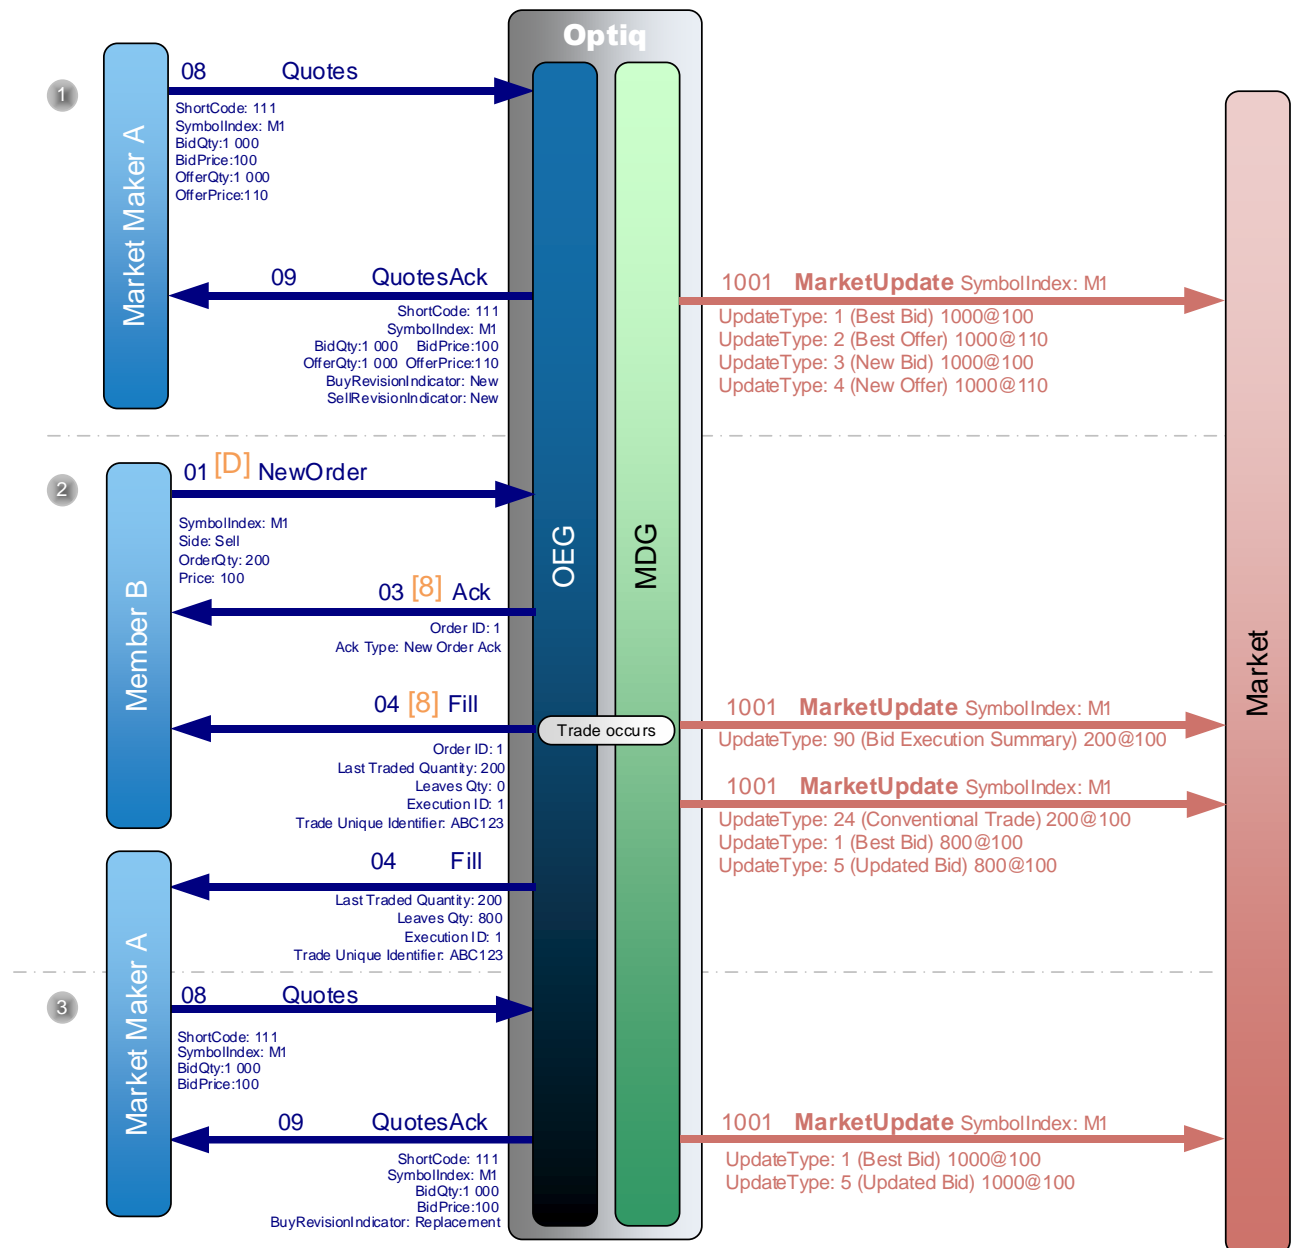 Optiq
1
Market Maker A
08 Quotes
ShortCode: 111
SymbolIndex: M1
BidQty:1 000
BidPrice:100
OfferQty:1 000
OfferPrice:110
09 QuotesAck
ShortCode: 111
SymbolIndex: M1
BidQty:1 000 BidPrice:100
OfferQty:1 000 OfferPrice:110
BuyRevisionIndicator: New
SellRevisionIndicator: New
1001 MarketUpdate SymbolIndex: M1
UpdateType: 1 (Best Bid) 1000@100
UpdateType: 2 (Best Offer) 1000@110
UpdateType: 3 (New Bid) 1000@100
UpdateType: 4 (New Offer) 1000@110
OEG
MDG
Market
2
Member B
01 [D] NewOrder
SymbolIndex: M1
Side: Sell
OrderQty: 200
Price: 100
03 [8] Ack
Order ID: 1
Ack Type: New Order Ack
04 [8] Fill
Trade occurs
Order ID: 1
Last Traded Quantity: 200
Leaves Qty: 0
Execution ID: 1
Trade Unique Identifier: ABC123
1001 MarketUpdate SymbolIndex: M1
UpdateType: 90 (Bid Execution Summary) 200@100
1001 MarketUpdate SymbolIndex: M1
UpdateType: 24 (Conventional Trade) 200@100
UpdateType: 1 (Best Bid) 800@100
UpdateType: 5 (Updated Bid) 800@100
Market Maker A
04 Fill
Last Traded Quantity: 200
Leaves Qty: 800
Execution ID: 1
Trade Unique Identifier: ABC123
3
08 Quotes
ShortCode: 111
SymbolIndex: M1
BidQty:1 000
BidPrice:100
09 QuotesAck
ShortCode: 111
SymbolIndex: M1
BidQty:1 000
BidPrice:100
BuyRevisionIndicator: Replacement
1001 MarketUpdate SymbolIndex: M1
UpdateType: 1 (Best Bid) 1000@100
UpdateType: 5 (Updated Bid) 1000@100